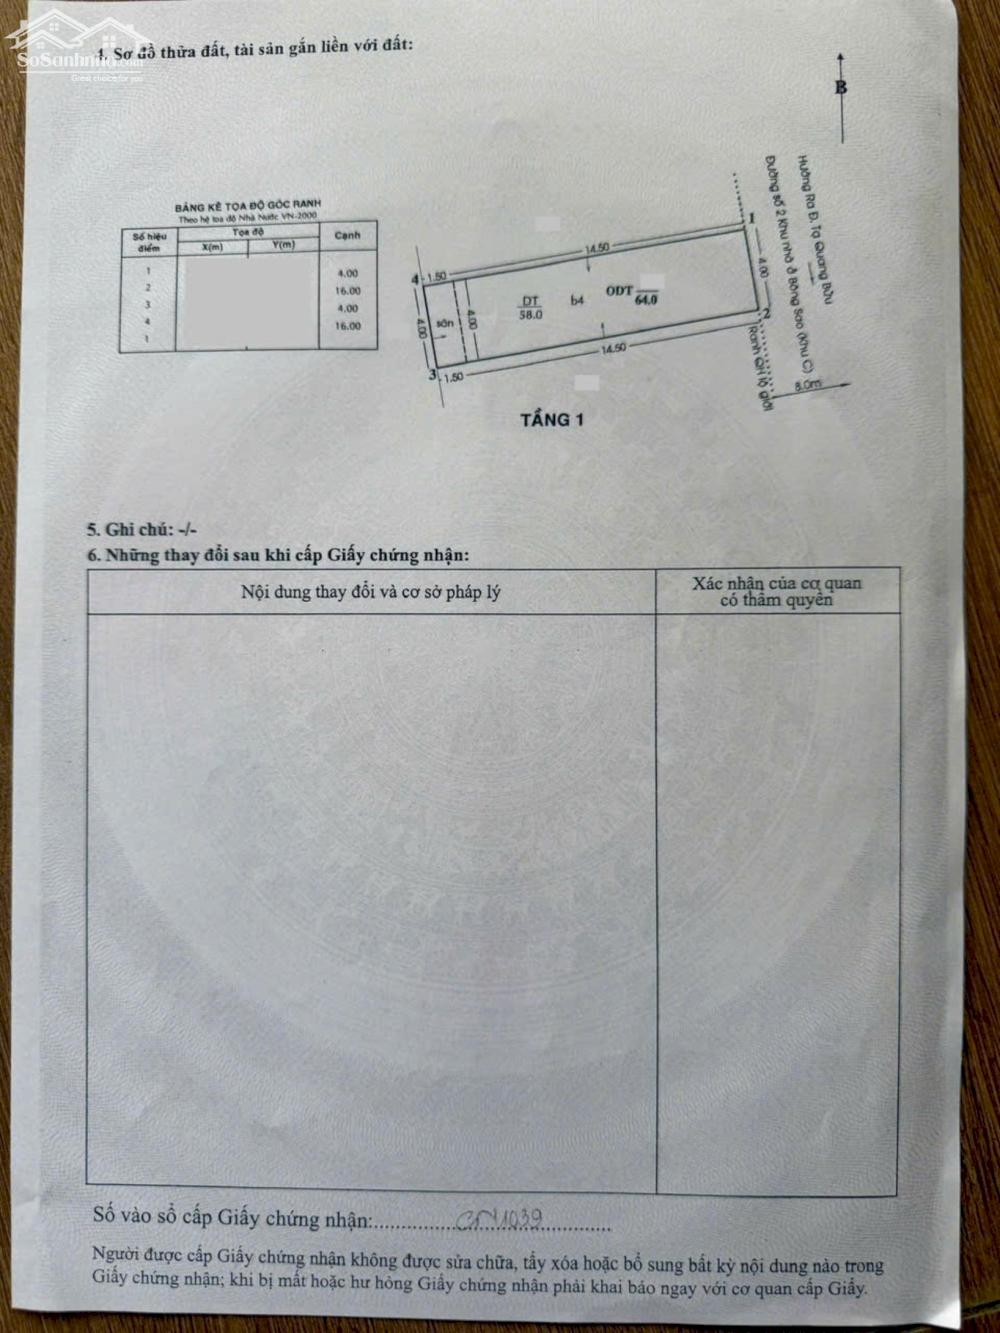 SoSanhnha.com
Great choice for you
4. Sơ đồ thửa đất, tài sản gắn liền với đất:
B
BẢNG KÊ TỌA ĐỘ GÓC RANH
Theo hệ tọa độ Nhà Nước VN-2000
Số hiệu điểm Tọa độ Cạnh
X(m) Y(m)
1
4.00
2
16.00
3
4.00
4
16.00
1
4 1.50 14.50 1
4.00 sân 4.00 DT 58.0 b4 ODT 64.0 4.00
3 1.50 14.50 2
Ranh QH lộ giới
Đường số 2 Khu nhà ở Bông Sao (Khu C)
Hướng Ra Đ. Tạ Quang Bửu
8.0m
TẦNG 1
5. Ghi chú: -/-
6. Những thay đổi sau khi cấp Giấy chứng nhận:
Nội dung thay đổi và cơ sở pháp lý
Xác nhận của cơ quan
có thẩm quyền
Số vào sổ cấp Giấy chứng nhận:
Người được cấp Giấy chứng nhận không được sửa chữa, tẩy xóa hoặc bổ sung bất kỳ nội dung nào trong
Giấy chứng nhận; khi bị mất hoặc hư hỏng Giấy chứng nhận phải khai báo ngay với cơ quan cấp Giấy.